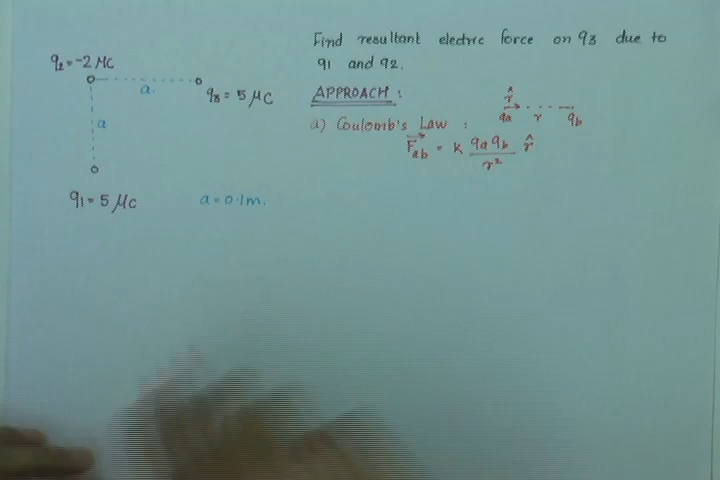 Find resultant electric force on q3 due to
q1 and q2.
q2 = -2 μC
a
q3 = 5 μC
a
q1 = 5 μC
a = 0.1m.
APPROACH :
r̂
qa r qb
a) Coulomb's Law :
F⃗ab = K qa qb / r² r̂